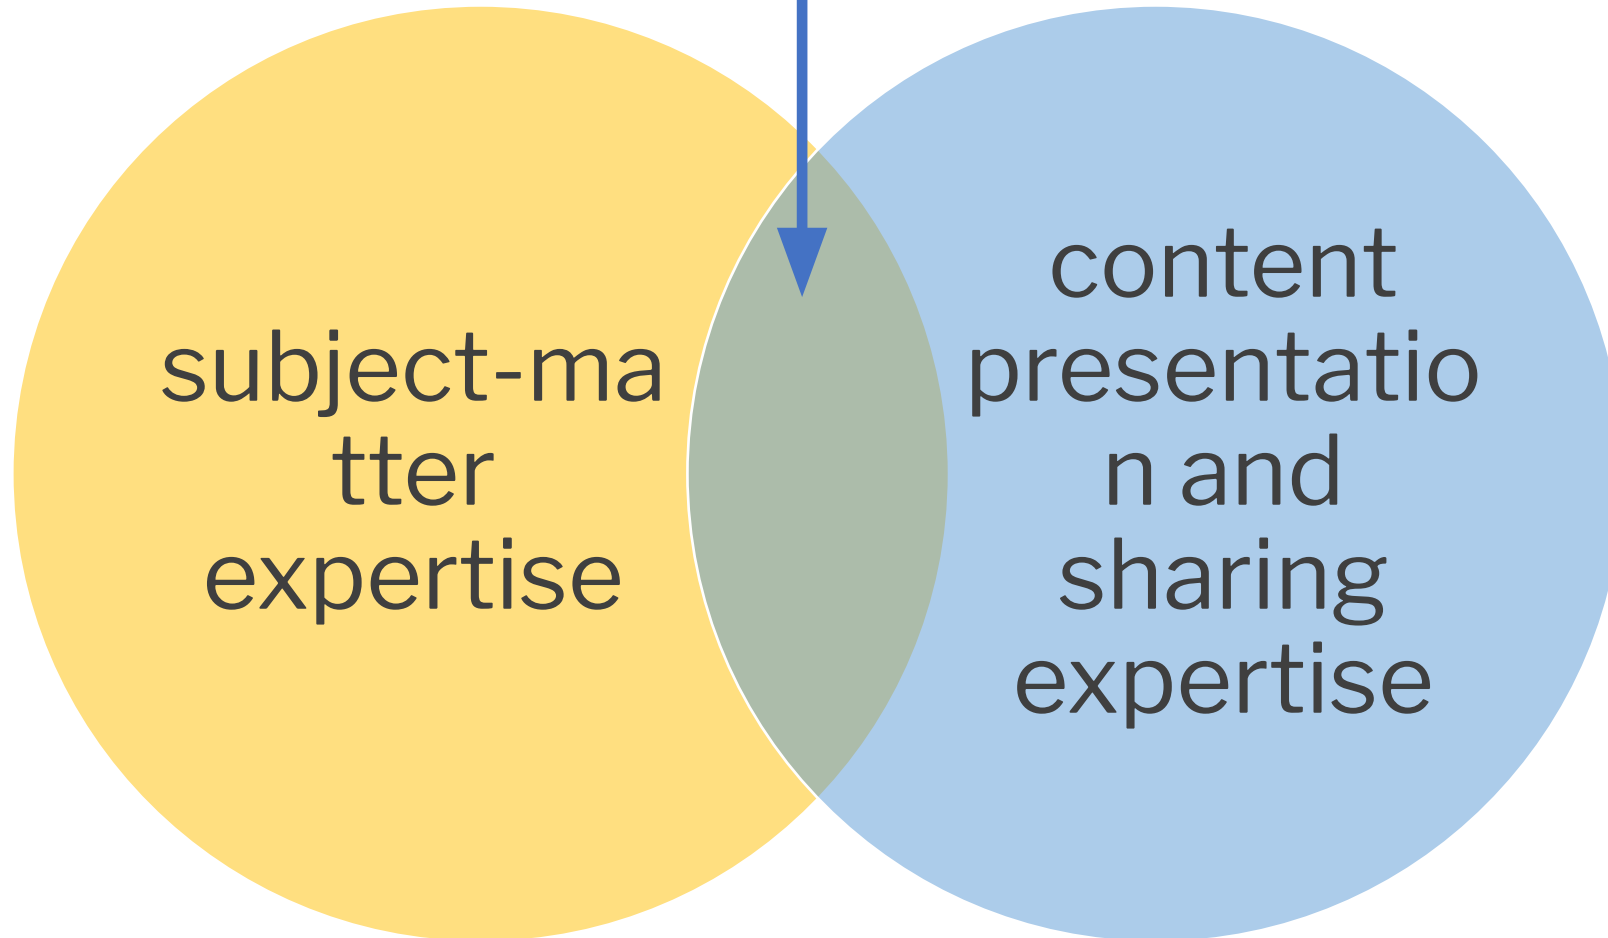 subject-ma
tter
expertise
content
presentatio
n and
sharing
expertise